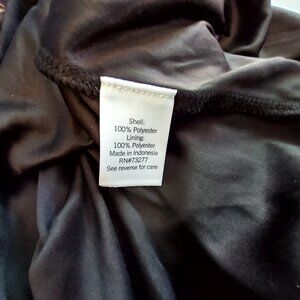 Shell:
100% Polyester
Lining:
100% Polyester
Made in Indonesia
RN#73277
See reverse for care